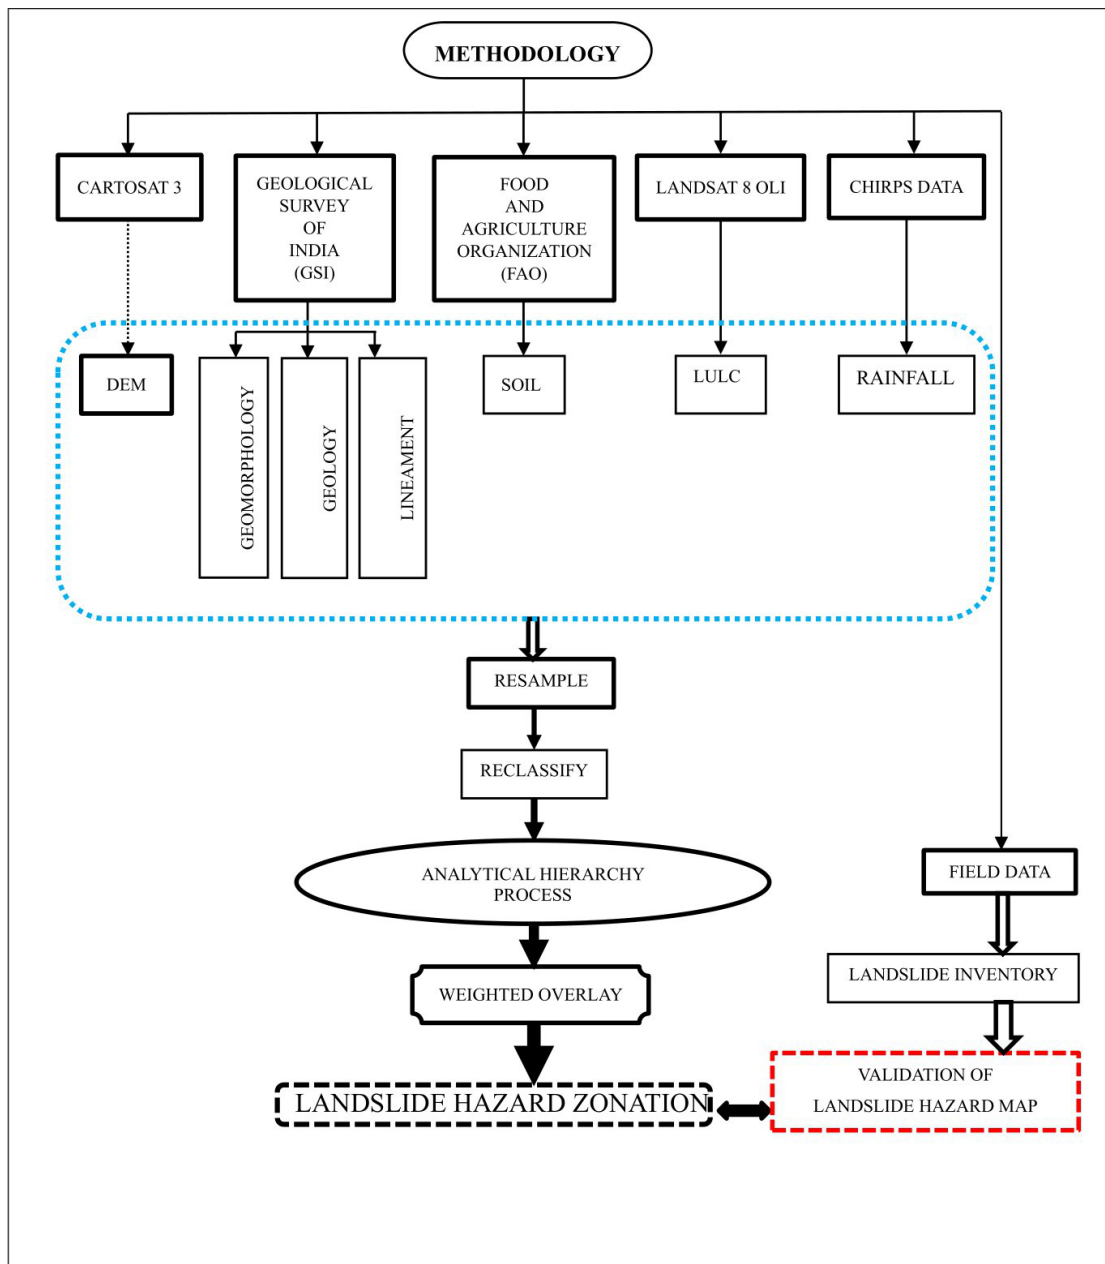 METHODOLOGY
CARTOSAT 3
GEOLOGICAL
SURVEY
OF
INDIA
(GSI)
FOOD
AND
AGRICULTURE
ORGANIZATION
(FAO)
LANDSAT 8 OLI
CHIRPS DATA
DEM
GEOMORPHOLOGY
GEOLOGY
LINEAMENT
SOIL
LULC
RAINFALL
RESAMPLE
RECLASSIFY
ANALYTICAL HIERARCHY
PROCESS
WEIGHTED OVERLAY
LANDSLIDE HAZARD ZONATION
FIELD DATA
LANDSLIDE INVENTORY
VALIDATION OF
LANDSLIDE HAZARD MAP